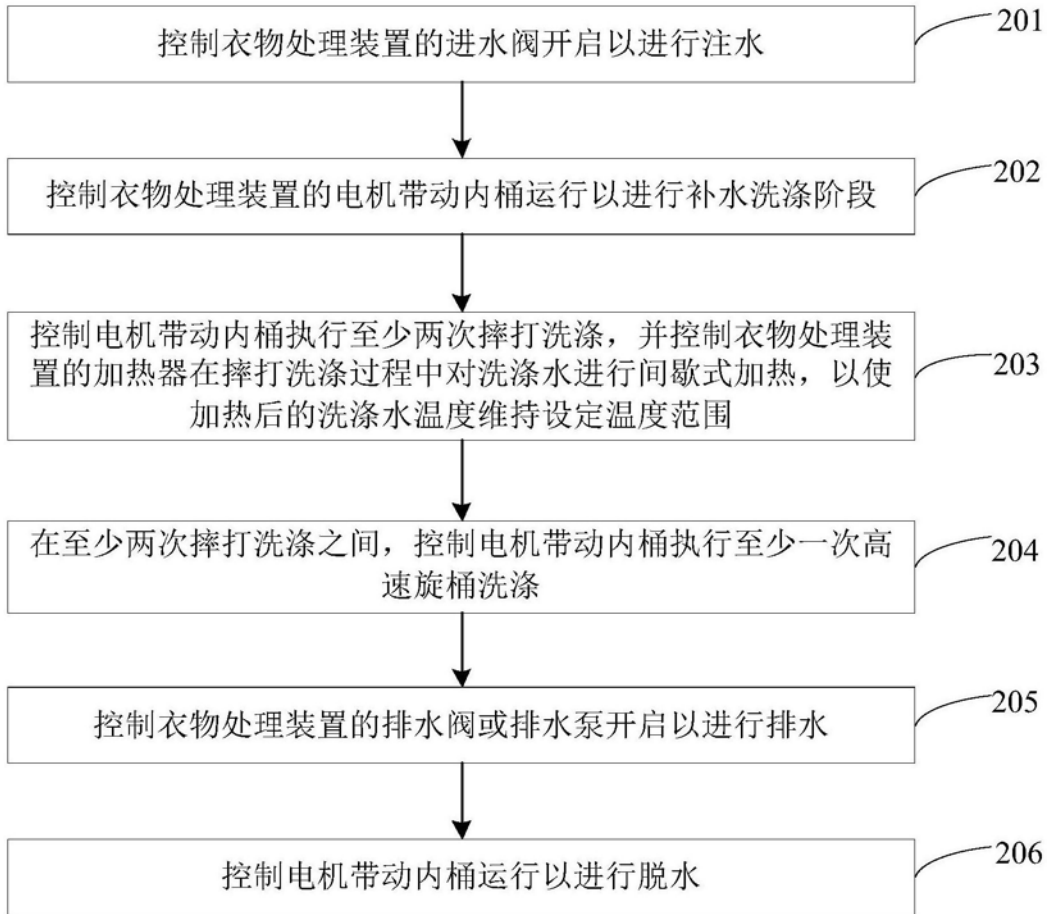 控制衣物处理装置的进水阀开启以进行注水
201
控制衣物处理装置的电机带动内桶运行以进行补水洗涤阶段
202
控制电机带动内桶执行至少两次摔打洗涤，并控制衣物处理装
置的加热器在摔打洗涤过程中对洗涤水进行间歇式加热，以使
加热后的洗涤水温度维持设定温度范围
203
在至少两次摔打洗涤之间，控制电机带动内桶执行至少一次高
速旋桶洗涤
204
控制衣物处理装置的排水阀或排水泵开启以进行排水
205
控制电机带动内桶运行以进行脱水
206